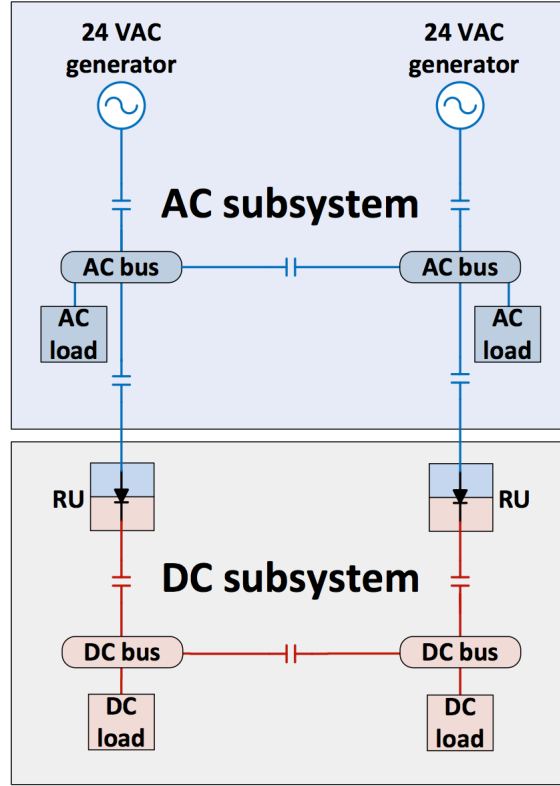 24 VAC
generator
24 VAC
generator
AC subsystem
AC bus
AC bus
AC
load
AC
load
RU
RU
DC subsystem
DC bus
DC bus
DC
load
DC
load